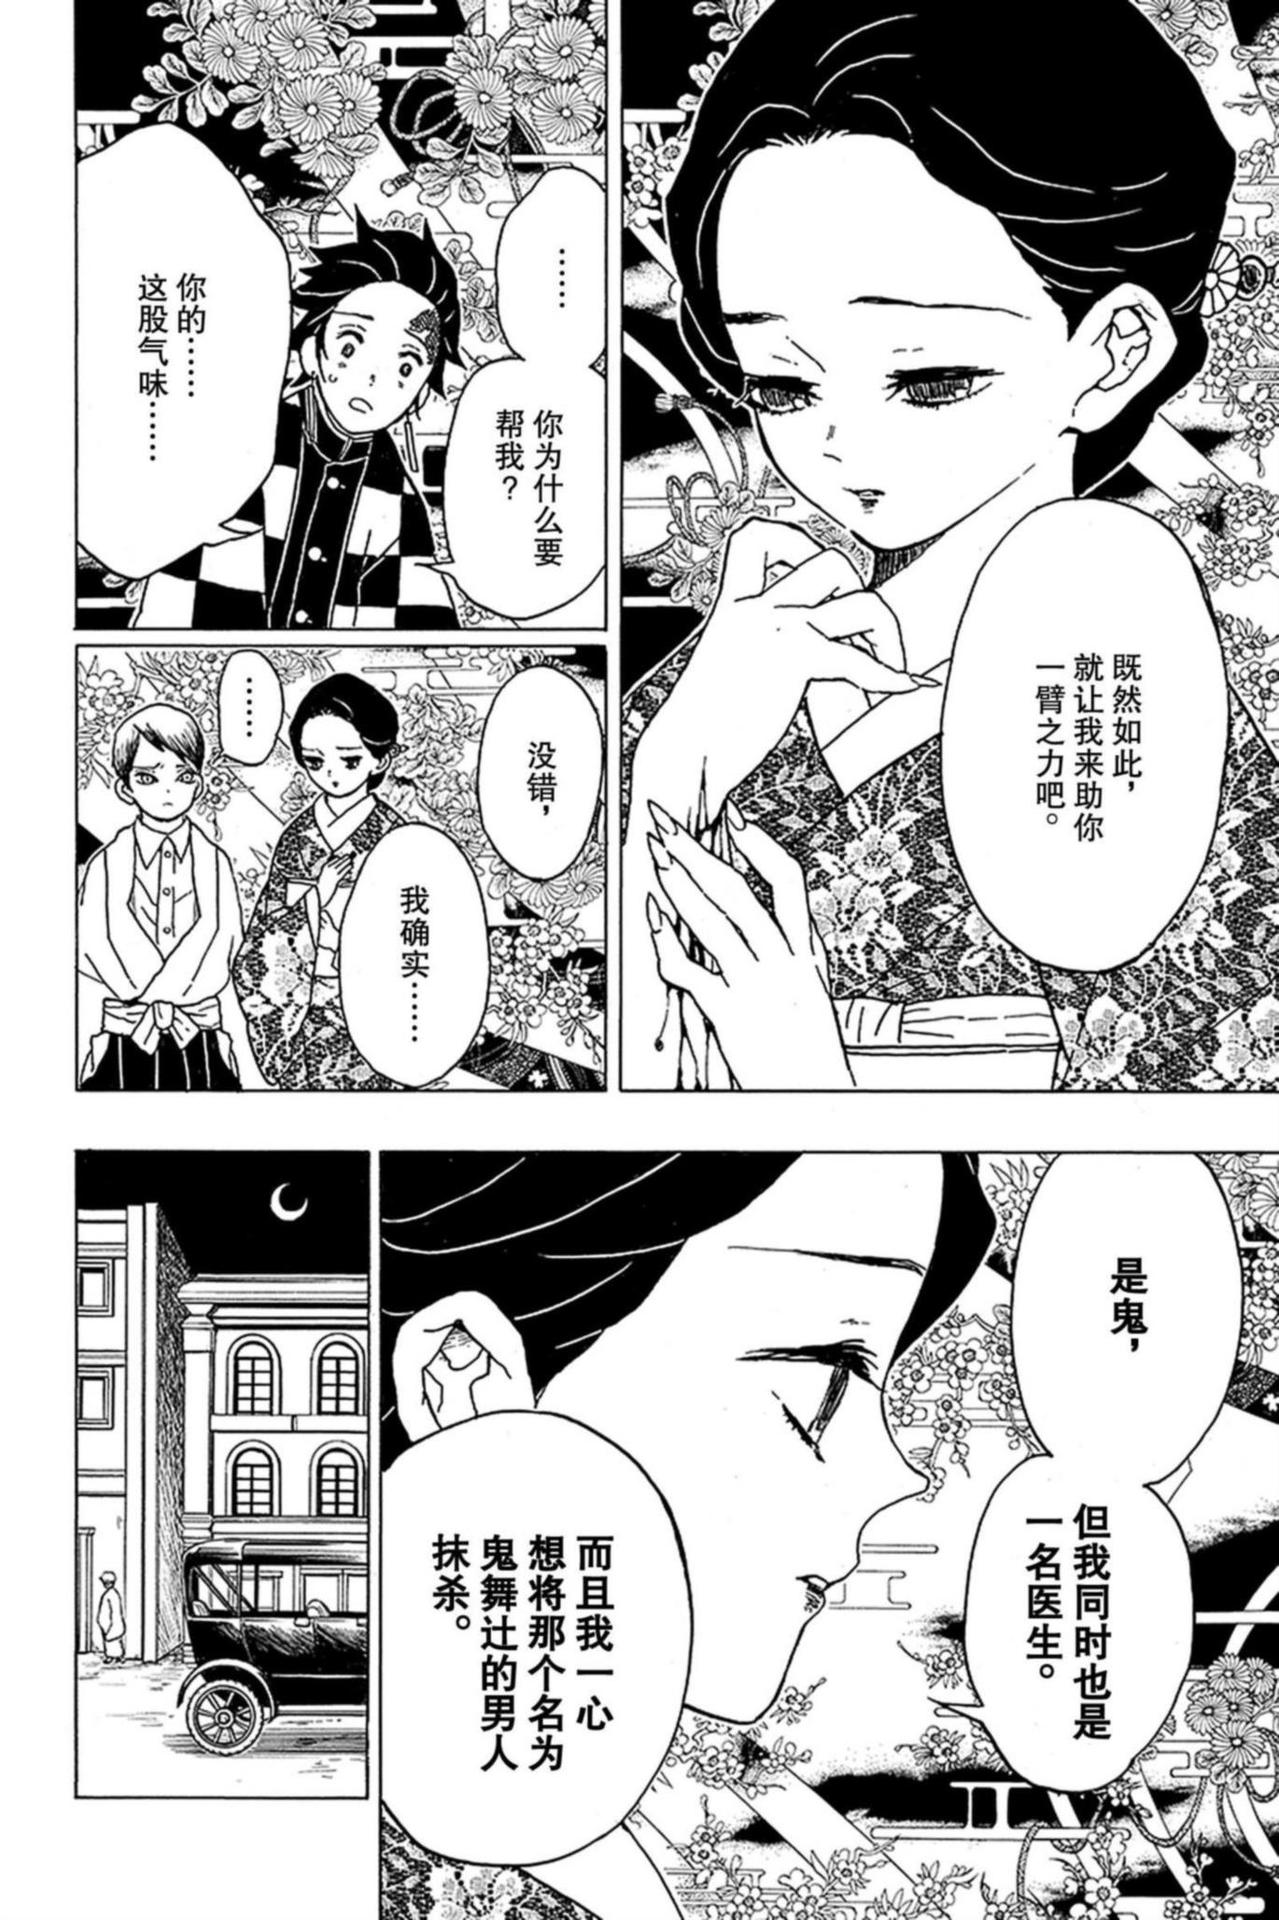 既然如此，
就让我来助你
一臂之力吧。
……
你为什么要
帮我？
你的……
这股气味……
没错，
我确实……
……
是鬼，
但我同时也是
一名医生。
而且我一心
想将那个名为
鬼舞辻的男人
抹杀。